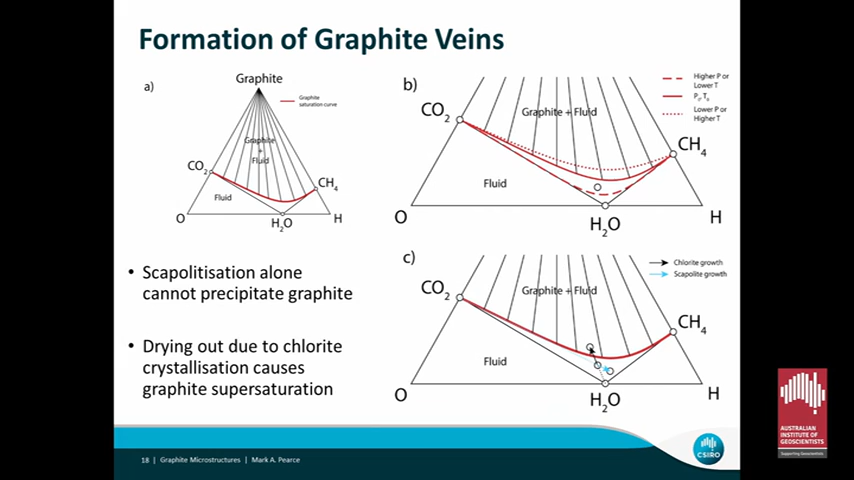 Formation of Graphite Veins
a)
Graphite
Graphite
saturation curve
Graphite
+
Fluid
CO2
CH4
Fluid
O
H2O
H
b)
Higher P or
Lower T
P0, T0
Lower P or
Higher T
CO2
Graphite + Fluid
CH4
Fluid
O
H2O
H
• Scapolitisation alone
cannot precipitate graphite
• Drying out due to chlorite
crystallisation causes
graphite supersaturation
c)
Chlorite growth
Scapolite growth
CO2
Graphite + Fluid
CH4
Fluid
O
H2O
H
18 | Graphite Microstructures | Mark A. Pearce
CSIRO
AUSTRALIAN
INSTITUTE OF
GEOSCIENTISTS
Supporting Geoscientists